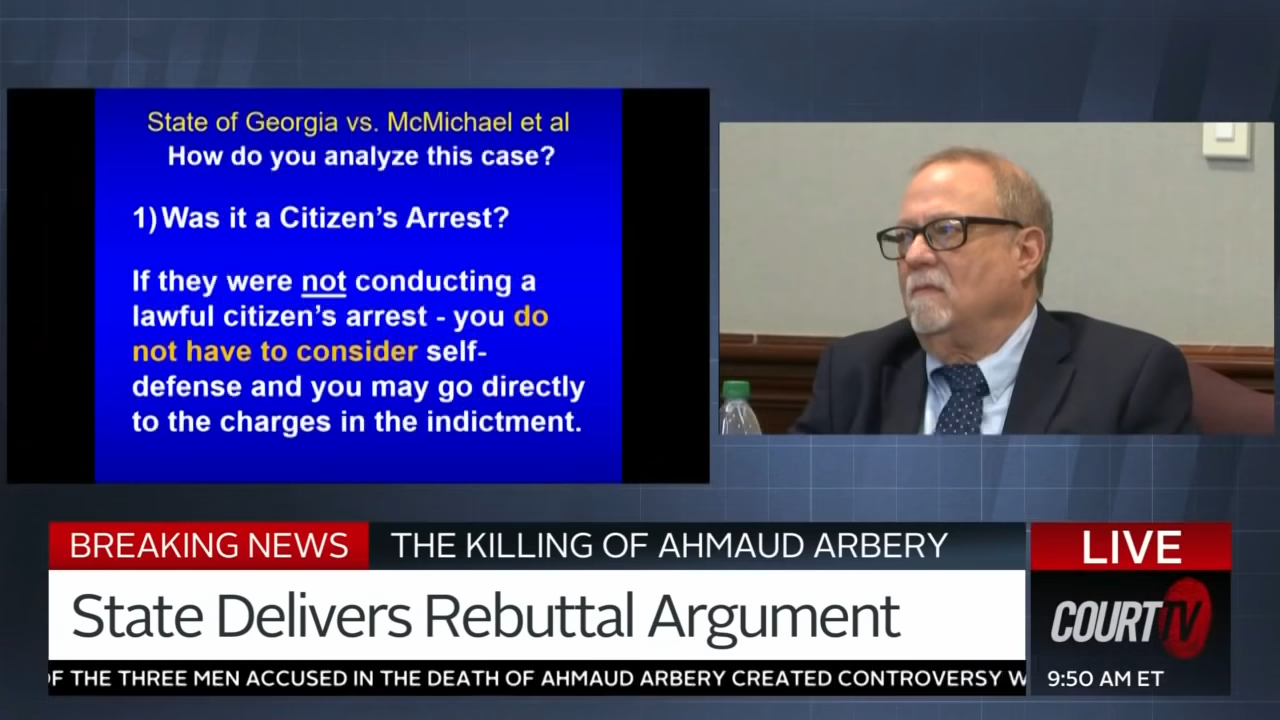 State of Georgia vs. McMichael et al
How do you analyze this case?
1) Was it a Citizen's Arrest?
If they were not conducting a
lawful citizen's arrest - you do
not have to consider self-
defense and you may go directly
to the charges in the indictment.
BREAKING NEWS
THE KILLING OF AHMAUD ARBERY
LIVE
State Delivers Rebuttal Argument
COURT TV
OF THE THREE MEN ACCUSED IN THE DEATH OF AHMAUD ARBERY CREATED CONTROVERSY W
9:50 AM ET